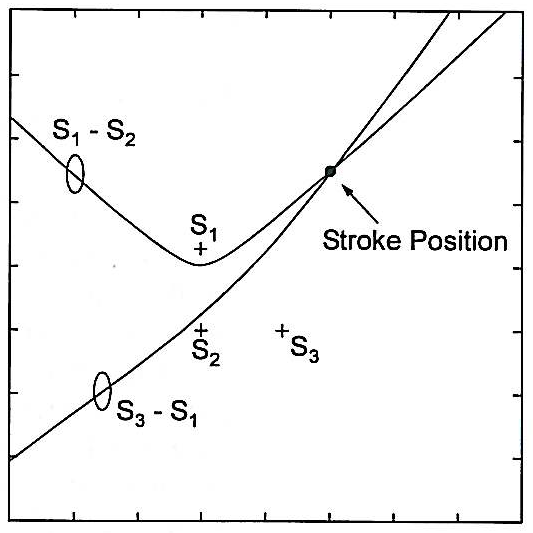 S₁ - S₂
S₁
Stroke Position
S₂
S₃
S₃ - S₁